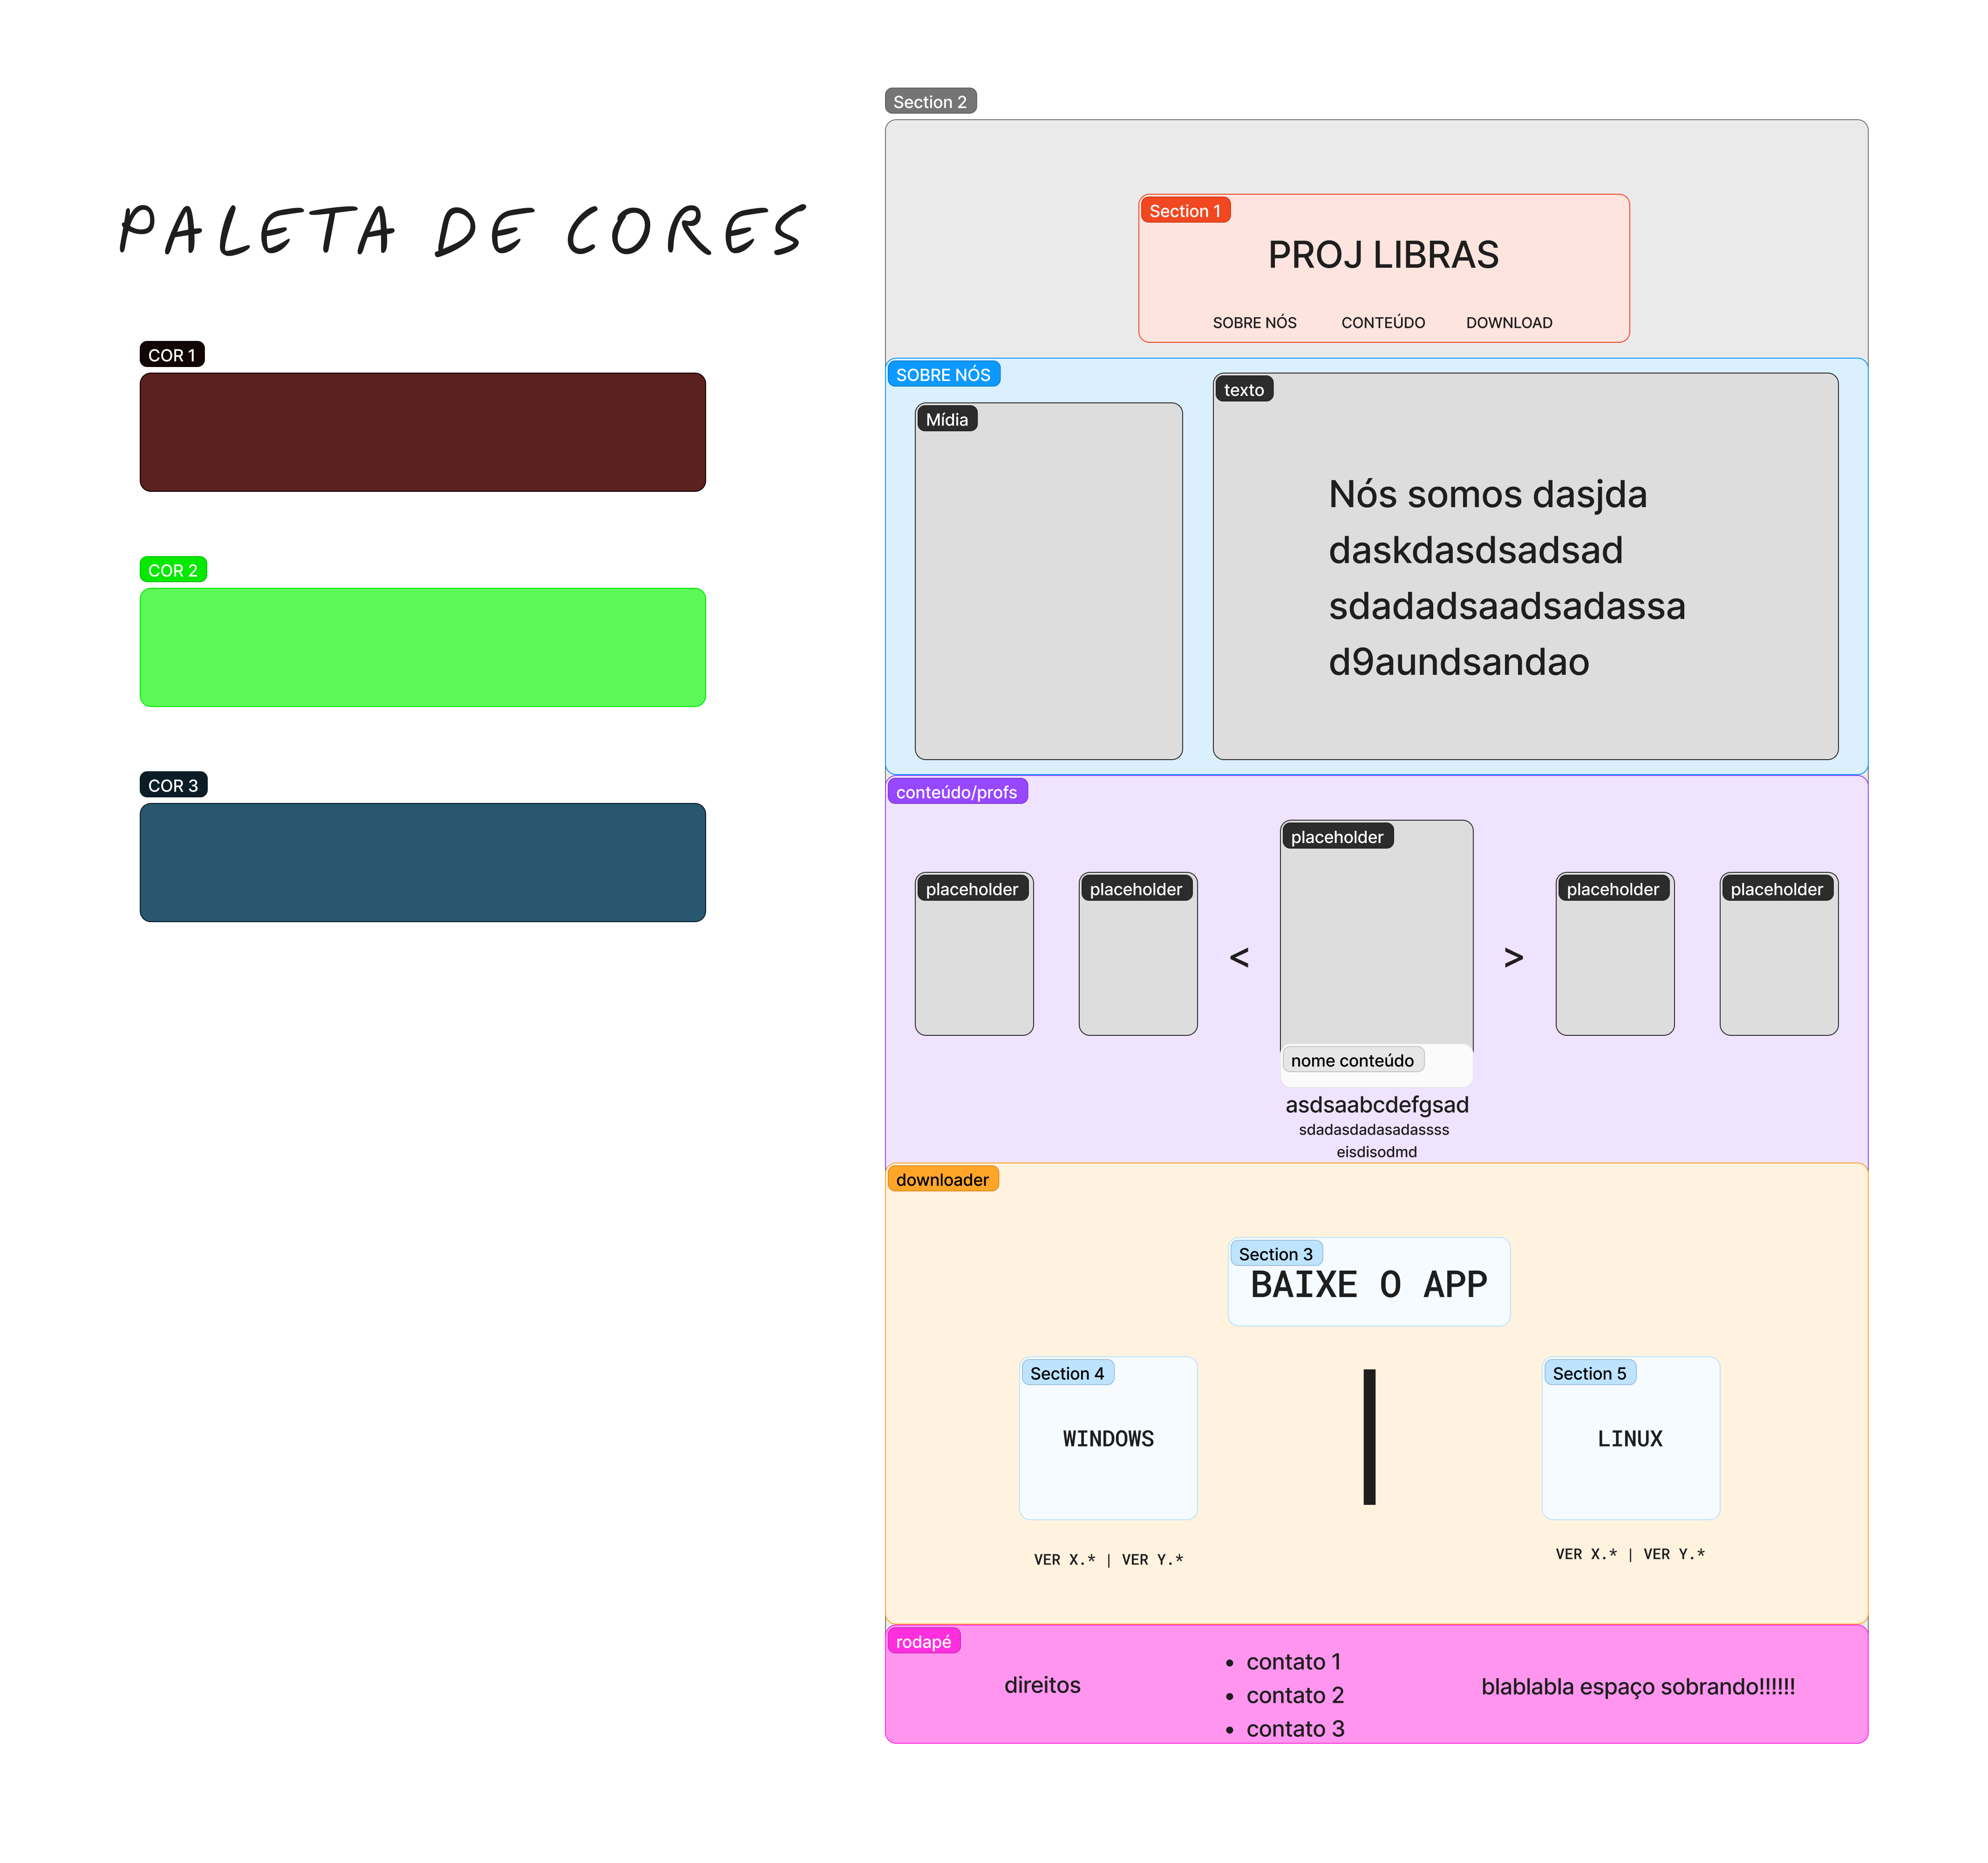 PALETA DE CORES
COR 1
COR 2
COR 3
Section 2
Section 1
PROJ LIBRAS
SOBRE NÓS CONTEÚDO DOWNLOAD
SOBRE NÓS
Mídia
texto
Nós somos dasjda
daskdasdsadsad
sdadadsaadsadassa
d9aundsandao
conteúdo/profs
placeholder
placeholder placeholder placeholder placeholder
< >
nome conteúdo
asdsaabcdefgsad
sdadasdadasadassss
eisdisodmd
downloader
Section 3
BAIXE O APP
Section 4
WINDOWS
VER X.* | VER Y.*
Section 5
LINUX
VER X.* | VER Y.*
rodapé
direitos
• contato 1
• contato 2
• contato 3
blablabla espaço sobrando!!!!!!